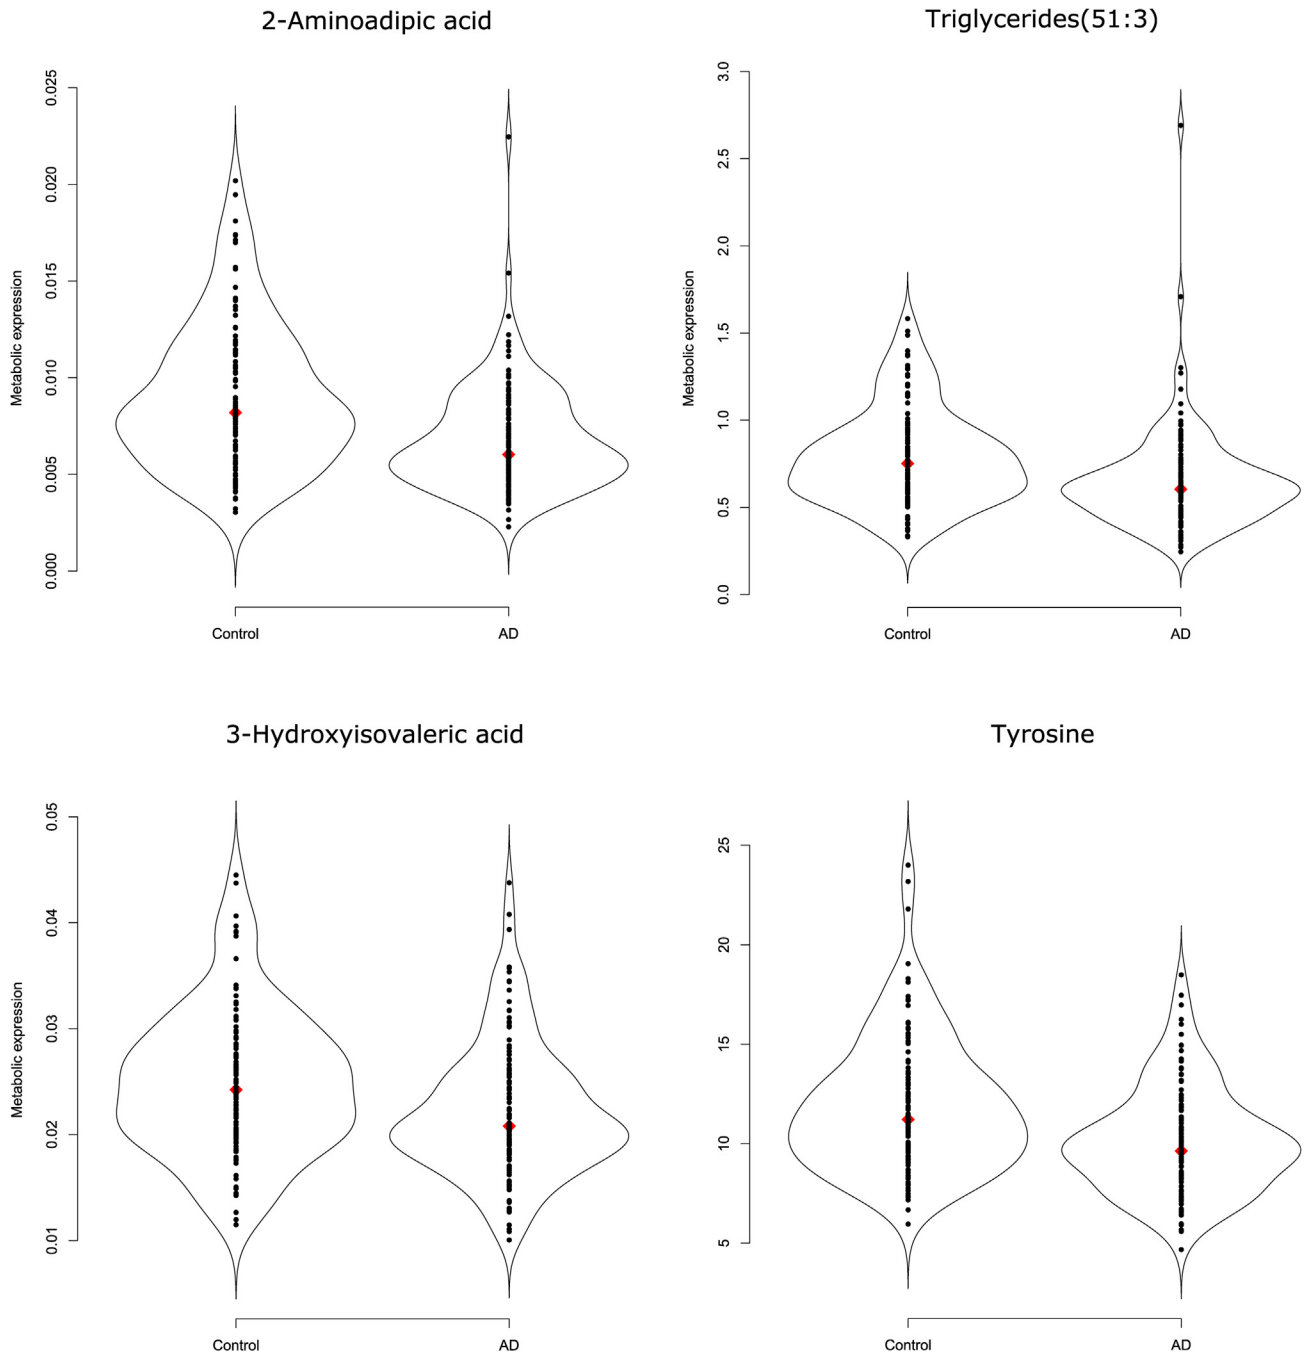 2-Aminoadipic acid
Metabolic expression
0.025
0.020
0.015
0.010
0.005
0.000
Control
AD
Triglycerides(51:3)
Metabolic expression
3.0
2.5
2.0
1.5
1.0
0.5
0.0
Control
AD
3-Hydroxyisovaleric acid
Metabolic expression
0.05
0.04
0.03
0.02
0.01
Control
AD
Tyrosine
25
20
15
10
5
Control
AD